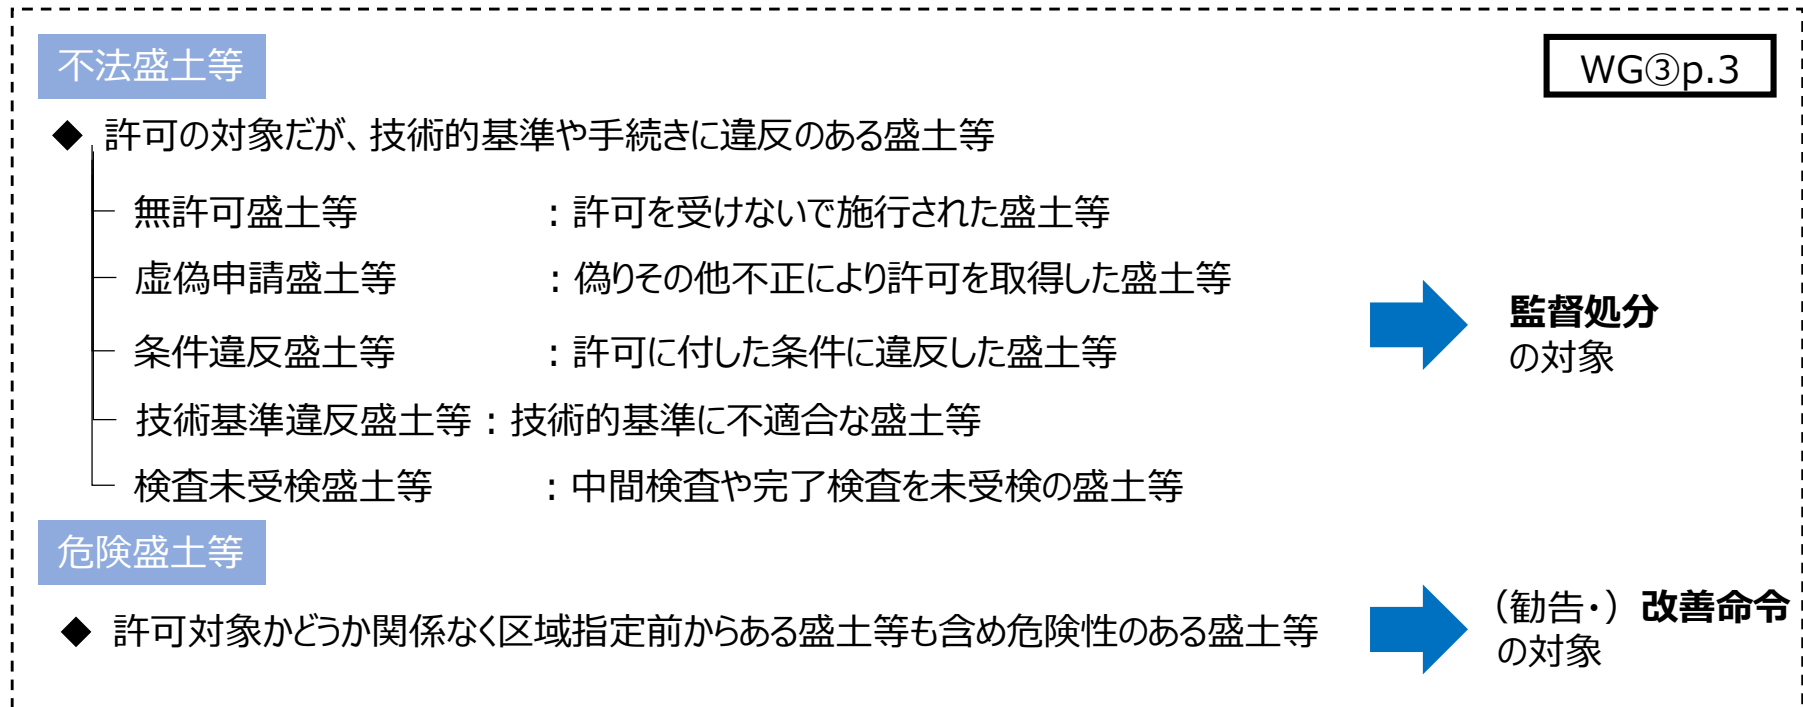 不法盛土等
WG③p.3
◆ 許可の対象だが、技術的基準や手続きに違反のある盛土等
無許可盛土等 :許可を受けないで施行された盛土等
虚偽申請盛土等 :偽りその他不正により許可を取得した盛土等
条件違反盛土等 :許可に付した条件に違反した盛土等
技術基準違反盛土等:技術的基準に不適合な盛土等
検査未受検盛土等 :中間検査や完了検査を未受検の盛土等
監督処分
の対象
危険盛土等
◆ 許可対象かどうか関係なく区域指定前からある盛土等も含め危険性のある盛土等
(勧告・)改善命令
の対象